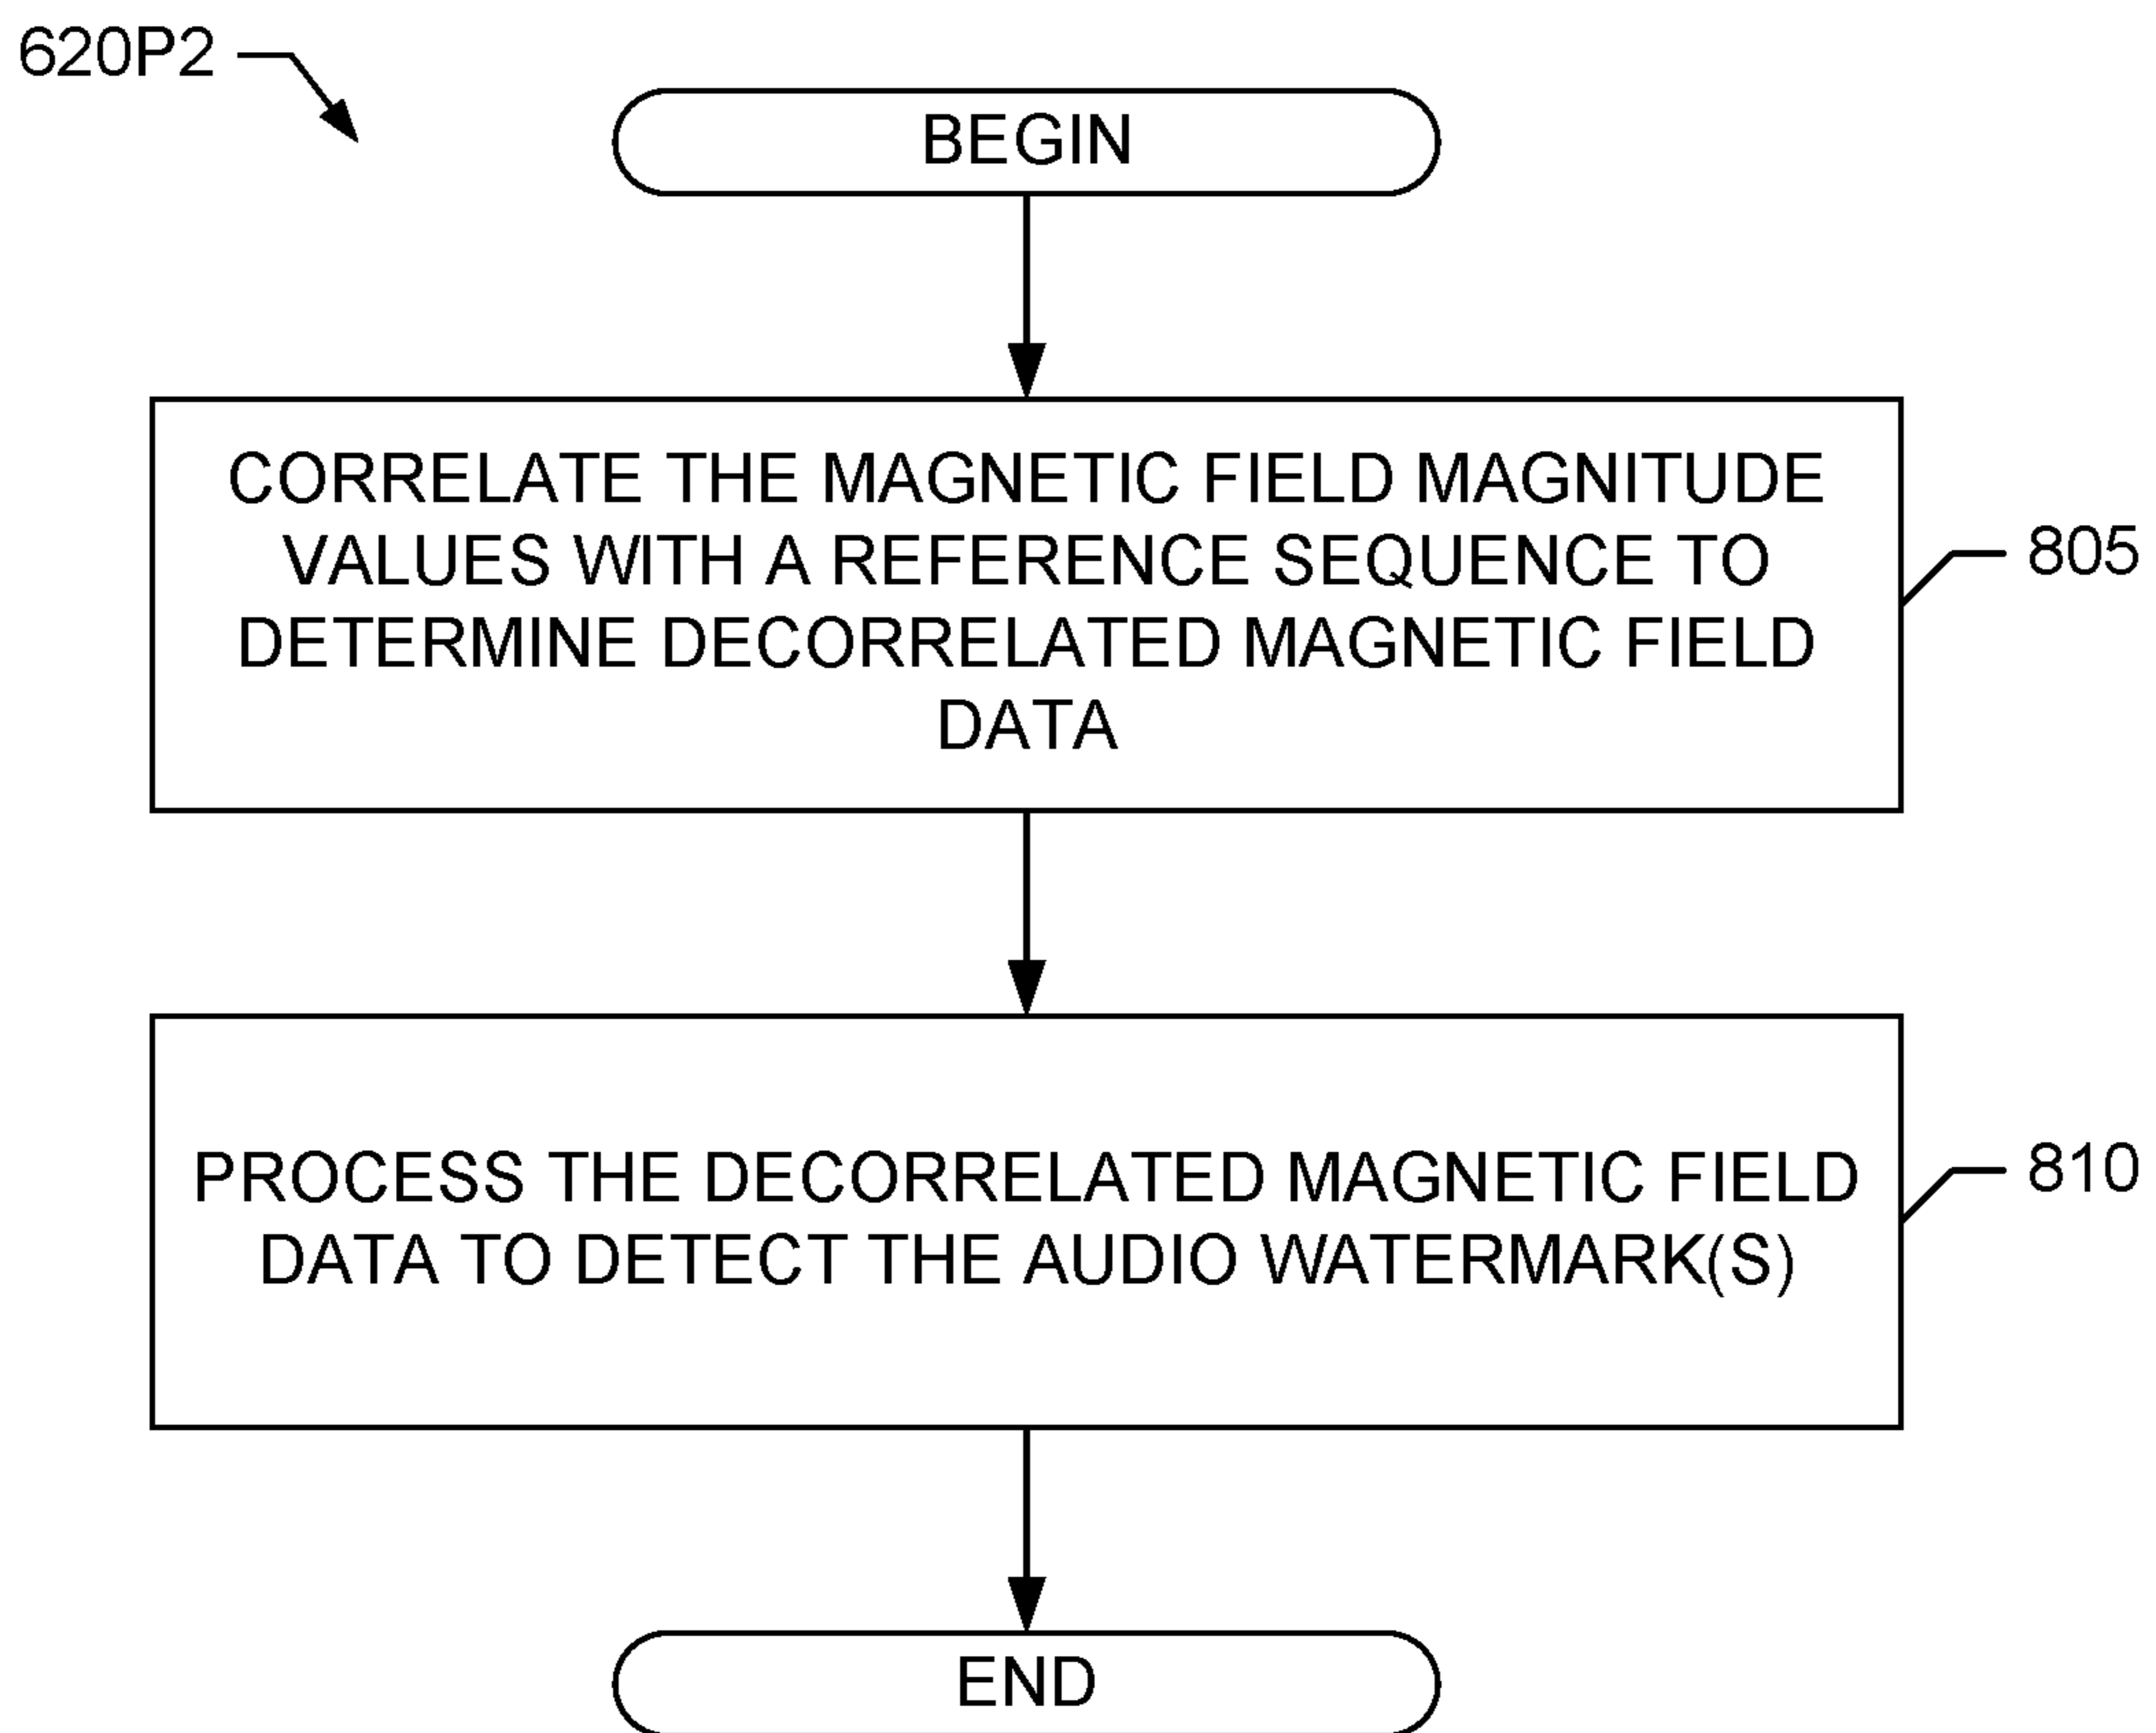 620P2
BEGIN
CORRELATE THE MAGNETIC FIELD MAGNITUDE
VALUES WITH A REFERENCE SEQUENCE TO
DETERMINE DECORRELATED MAGNETIC FIELD
DATA
805
PROCESS THE DECORRELATED MAGNETIC FIELD
DATA TO DETECT THE AUDIO WATERMARK(S)
810
END